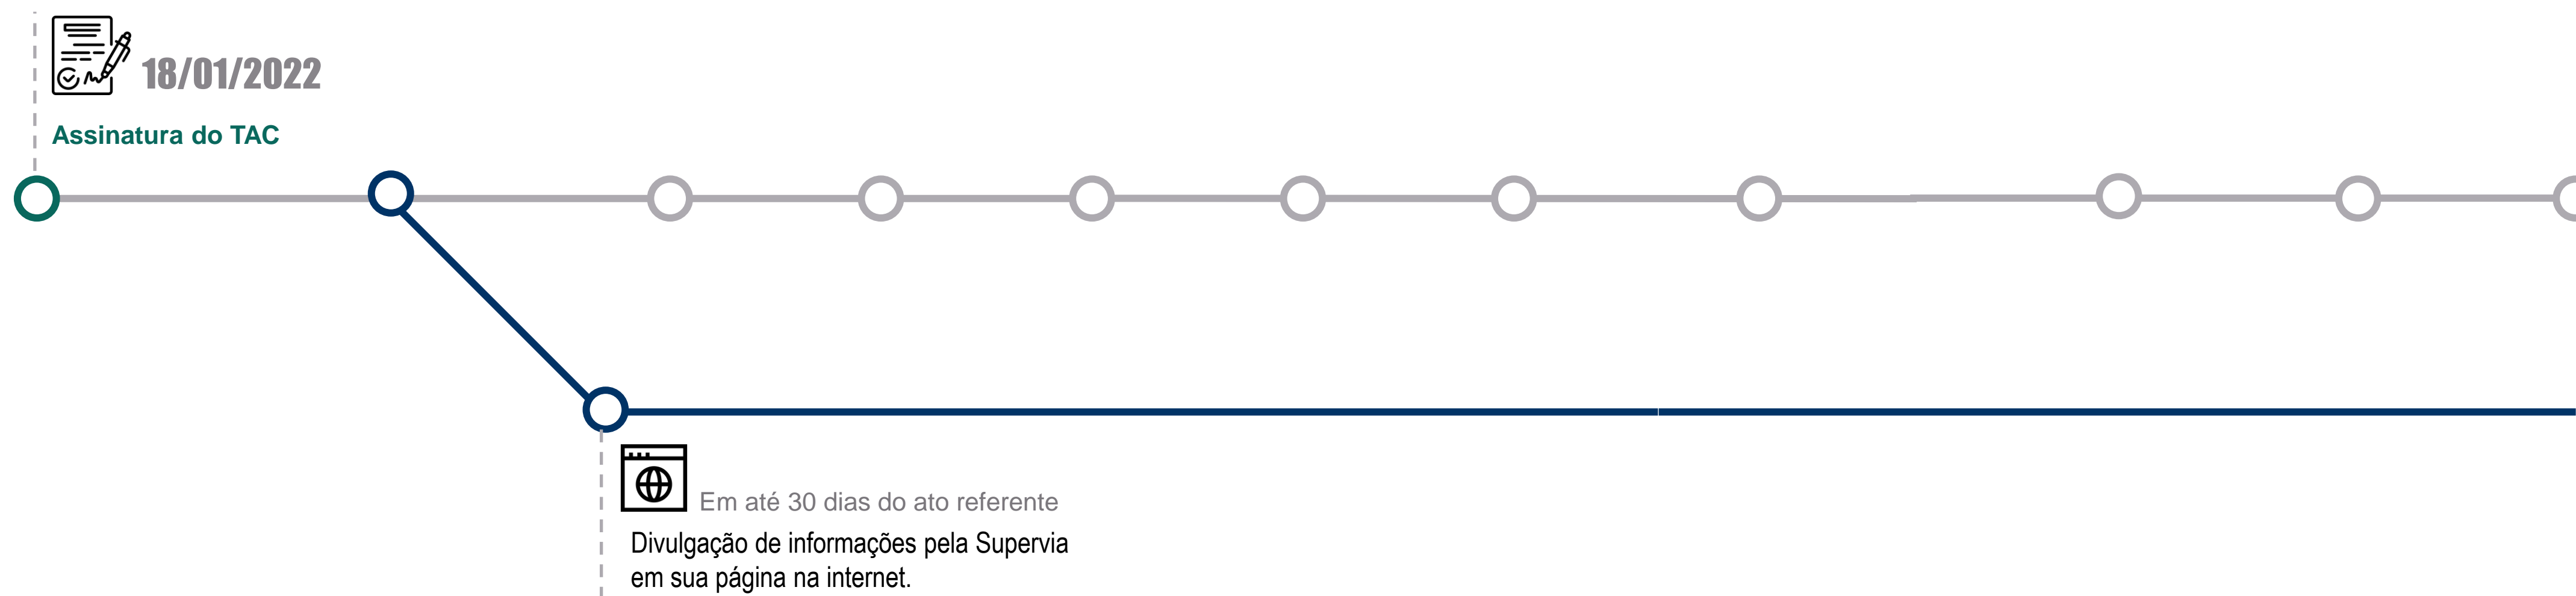 18/01/2022
Assinatura do TAC
Em até 30 dias do ato referente
Divulgação de informações pela Supervia
em sua página na internet.